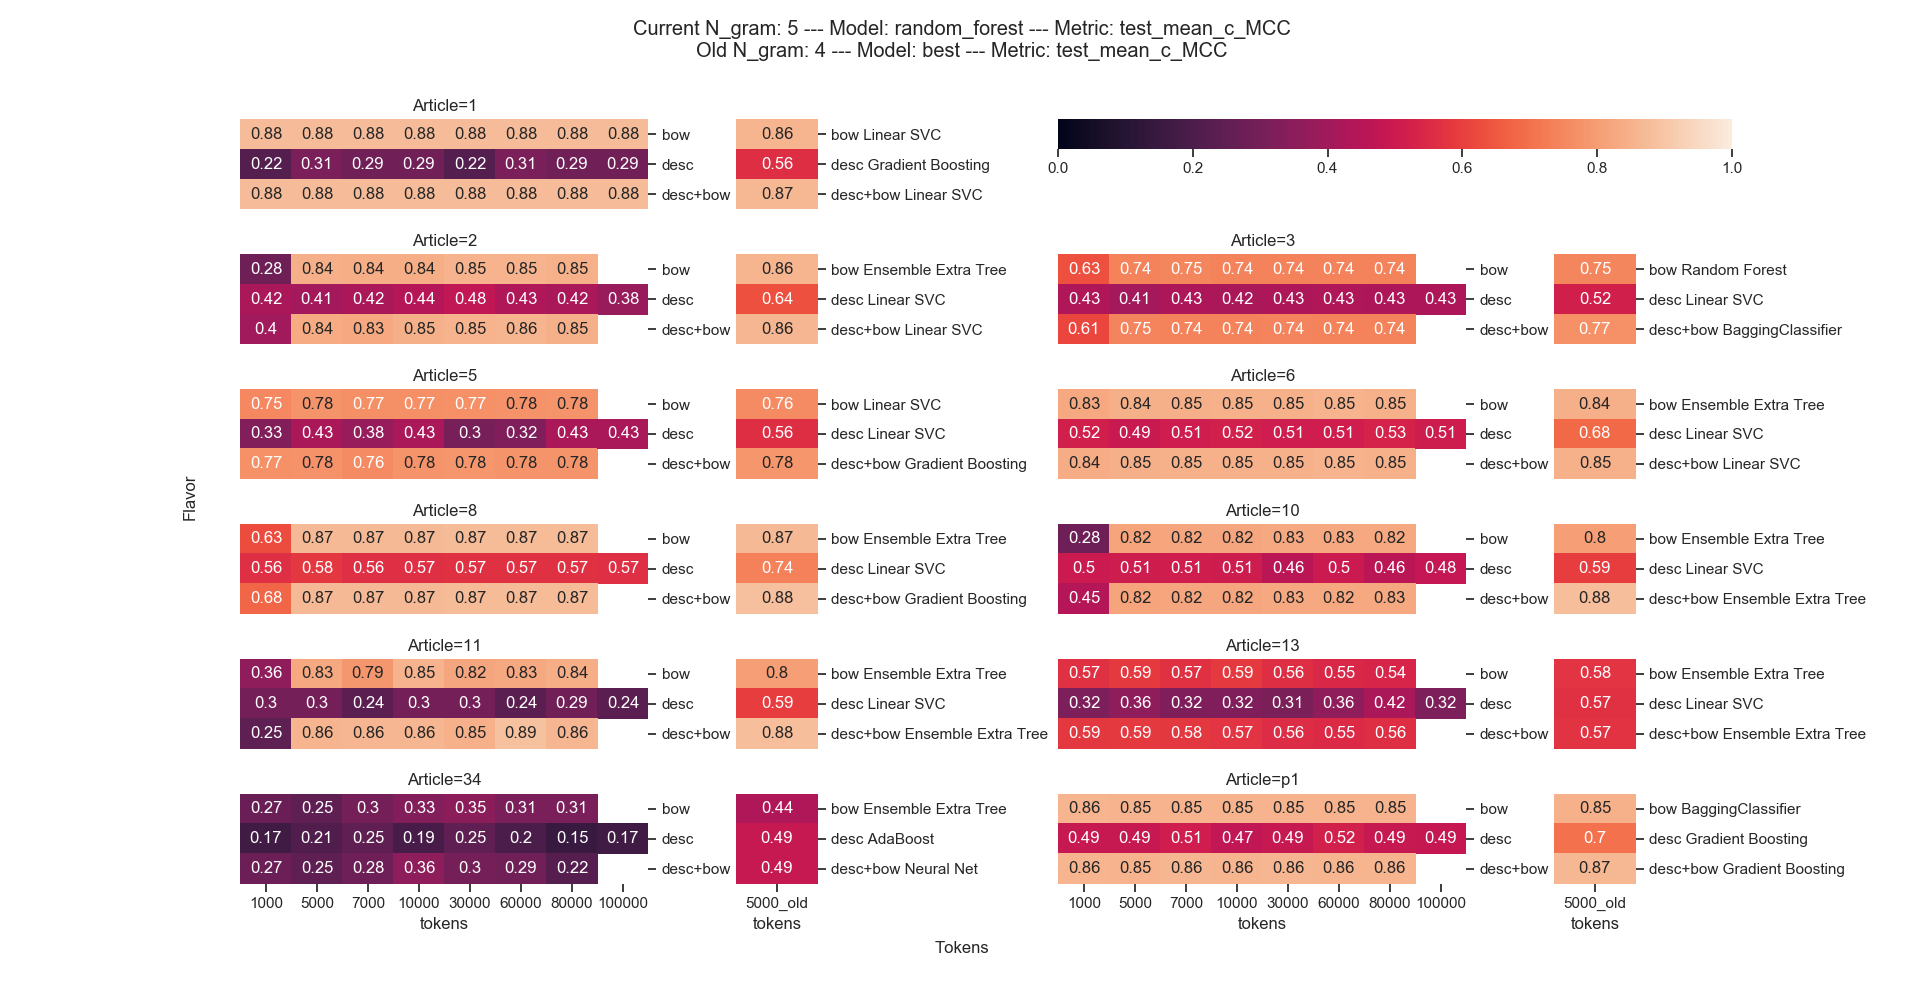 Current N_gram: 5 --- Model: random_forest --- Metric: test_mean_c_MCC
Old N_gram: 4 --- Model: best --- Metric: test_mean_c_MCC
Article=1
0.88 0.88 0.88 0.88 0.88 0.88 0.88 0.88 bow 0.86 bow Linear SVC
0.22 0.31 0.29 0.29 0.22 0.31 0.29 0.29 desc 0.56 desc Gradient Boosting
0.88 0.88 0.88 0.88 0.88 0.88 0.88 0.88 desc+bow 0.87 desc+bow Linear SVC
0.0 0.2 0.4 0.6 0.8 1.0
Article=2
0.28 0.84 0.84 0.84 0.85 0.85 0.85 bow 0.86 bow Ensemble Extra Tree
0.42 0.41 0.42 0.44 0.48 0.43 0.42 0.38 desc 0.64 desc Linear SVC
0.4 0.84 0.83 0.85 0.85 0.86 0.85 desc+bow 0.86 desc+bow Linear SVC
Article=3
0.63 0.74 0.75 0.74 0.74 0.74 0.74 bow 0.75 bow Random Forest
0.43 0.41 0.43 0.42 0.43 0.43 0.43 0.43 desc 0.52 desc Linear SVC
0.61 0.75 0.74 0.74 0.74 0.74 0.74 desc+bow 0.77 desc+bow BaggingClassifier
Article=5
0.75 0.78 0.77 0.77 0.77 0.78 0.78 bow 0.76 bow Linear SVC
0.33 0.43 0.38 0.43 0.3 0.32 0.43 0.43 desc 0.56 desc Linear SVC
0.77 0.78 0.76 0.78 0.78 0.78 0.78 desc+bow 0.78 desc+bow Gradient Boosting
Article=6
0.83 0.84 0.85 0.85 0.85 0.85 0.85 bow 0.84 bow Ensemble Extra Tree
0.52 0.49 0.51 0.52 0.51 0.51 0.53 0.51 desc 0.68 desc Linear SVC
0.84 0.85 0.85 0.85 0.85 0.85 0.85 desc+bow 0.85 desc+bow Linear SVC
Flavor
Article=8
0.63 0.87 0.87 0.87 0.87 0.87 0.87 bow 0.87 bow Ensemble Extra Tree
0.56 0.58 0.56 0.57 0.57 0.57 0.57 0.57 desc 0.74 desc Linear SVC
0.68 0.87 0.87 0.87 0.87 0.87 0.87 desc+bow 0.88 desc+bow Gradient Boosting
Article=10
0.28 0.82 0.82 0.82 0.83 0.83 0.82 bow 0.8 bow Ensemble Extra Tree
0.5 0.51 0.51 0.51 0.46 0.5 0.46 0.48 desc 0.59 desc Linear SVC
0.45 0.82 0.82 0.82 0.83 0.82 0.83 desc+bow 0.88 desc+bow Ensemble Extra Tree
Article=11
0.36 0.83 0.79 0.85 0.82 0.83 0.84 bow 0.8 bow Ensemble Extra Tree
0.3 0.3 0.24 0.3 0.3 0.24 0.29 0.24 desc 0.59 desc Linear SVC
0.25 0.86 0.86 0.86 0.85 0.89 0.86 desc+bow 0.88 desc+bow Ensemble Extra Tree
Article=13
0.57 0.59 0.57 0.59 0.56 0.55 0.54 bow 0.58 bow Ensemble Extra Tree
0.32 0.36 0.32 0.32 0.31 0.36 0.42 0.32 desc 0.57 desc Linear SVC
0.59 0.59 0.58 0.57 0.56 0.55 0.56 desc+bow 0.57 desc+bow Ensemble Extra Tree
Article=34
0.27 0.25 0.3 0.33 0.35 0.31 0.31 bow 0.44 bow Ensemble Extra Tree
0.17 0.21 0.25 0.19 0.25 0.2 0.15 0.17 desc 0.49 desc AdaBoost
0.27 0.25 0.28 0.36 0.3 0.29 0.22 desc+bow 0.49 desc+bow Neural Net
1000 5000 7000 10000 30000 60000 80000 100000 5000_old
tokens tokens
Article=p1
0.86 0.85 0.85 0.85 0.85 0.85 0.85 bow 0.85 bow BaggingClassifier
0.49 0.49 0.51 0.47 0.49 0.52 0.49 0.49 desc 0.7 desc Gradient Boosting
0.86 0.85 0.86 0.86 0.86 0.86 0.86 desc+bow 0.87 desc+bow Gradient Boosting
1000 5000 7000 10000 30000 60000 80000 100000 5000_old
tokens tokens
Tokens